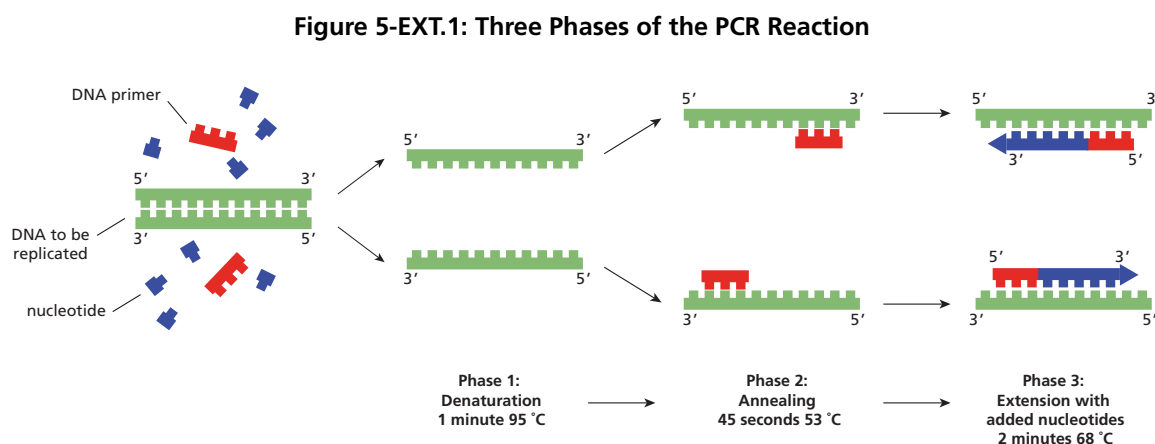 Figure 5-EXT.1: Three Phases of the PCR Reaction
DNA primer
5′ 3′
DNA to be
replicated
3′ 5′
nucleotide
5′ 3′
3′ 5′
5′ 3′
3′ 5′
5′ 3
3′ 5′
5′ 3′
3′ 5′
Phase 1:
Denaturation
1 minute 95 ˚C
Phase 2:
Annealing
45 seconds 53 ˚C
Phase 3:
Extension with
added nucleotides
2 minutes 68 ˚C